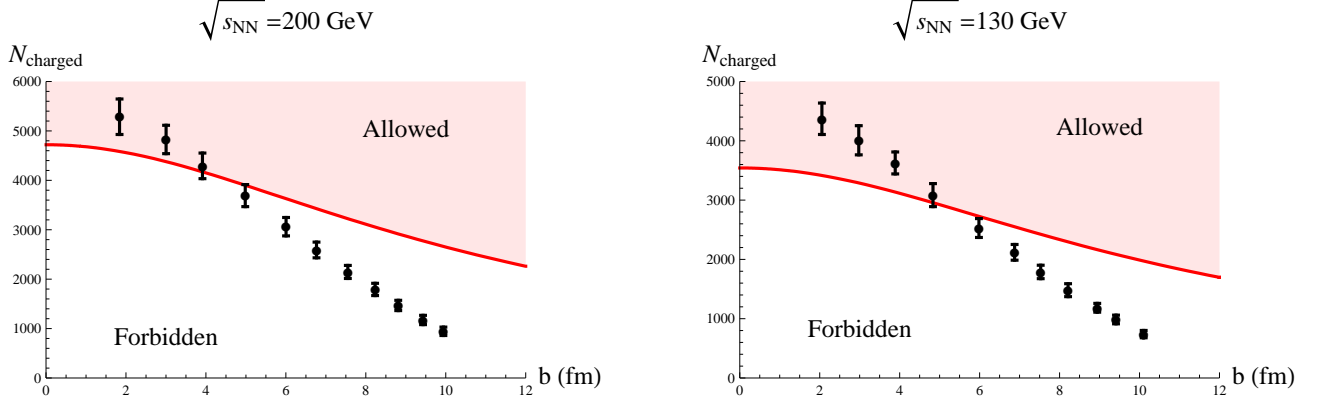 √s_NN =200 GeV
N_charged
6000
5000
4000
3000
2000
1000
0
Allowed
Forbidden
0 2 4 6 8 10 12
b (fm)
√s_NN =130 GeV
N_charged
5000
4000
3000
2000
1000
0
Allowed
Forbidden
0 2 4 6 8 10 12
b (fm)